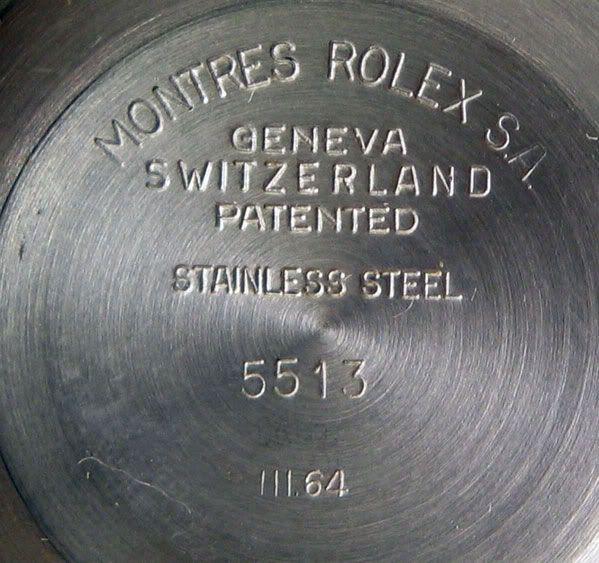 MONTRES ROLEX S.A.
GENEVA
SWITZERLAND
PATENTED
STAINLESS STEEL
5513
III.64